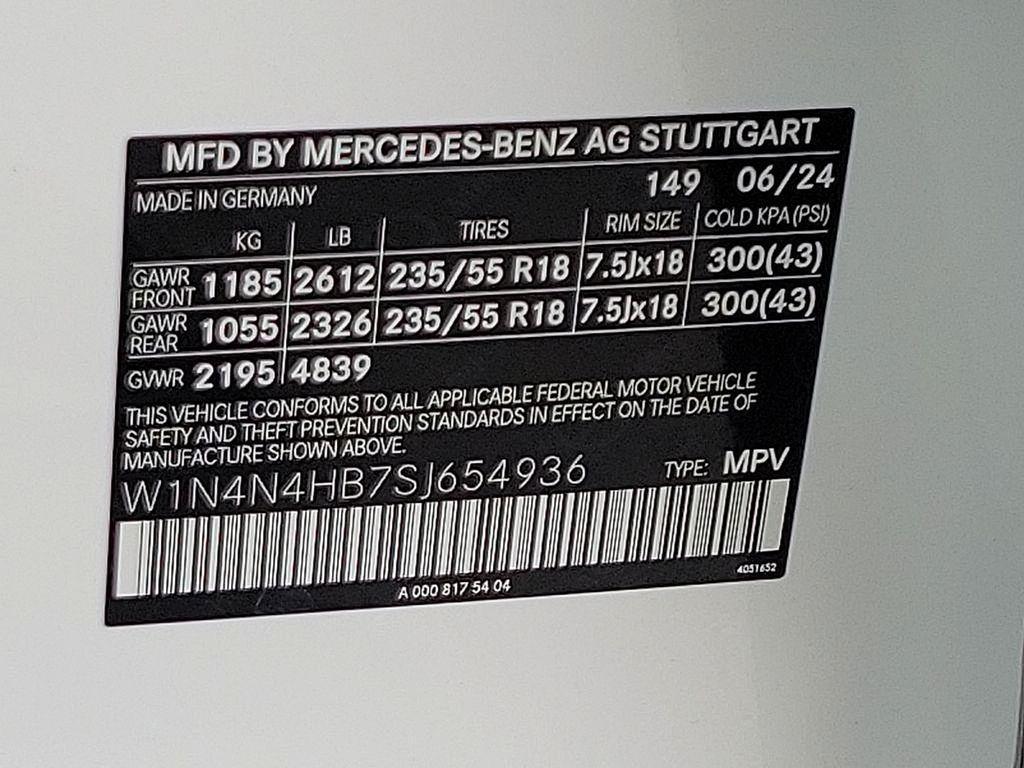 MFD BY MERCEDES-BENZ AG STUTTGART
MADE IN GERMANY 149 06/24
KG LB TIRES RIM SIZE COLD KPA (PSI)
GAWR FRONT 1185 2612 235/55 R18 7.5Jx18 300(43)
GAWR REAR 1055 2326 235/55 R18 7.5Jx18 300(43)
GVWR 2195 4839
THIS VEHICLE CONFORMS TO ALL APPLICABLE FEDERAL MOTOR VEHICLE
SAFETY AND THEFT PREVENTION STANDARDS IN EFFECT ON THE DATE OF
MANUFACTURE SHOWN ABOVE.
W1N4N4HB7SJ654936 TYPE: MPV
A 000 817 54 04 4051652